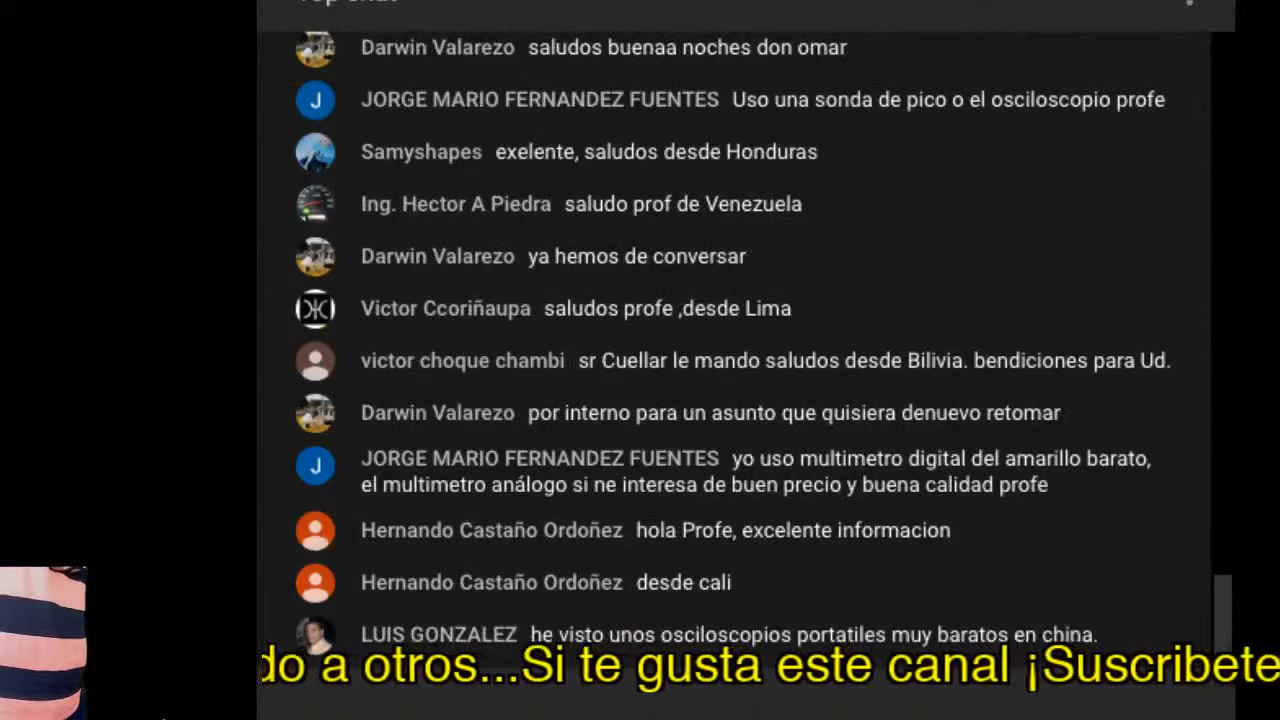 Top chat
Darwin Valarezo saludos buenaa noches don omar
J JORGE MARIO FERNANDEZ FUENTES Uso una sonda de pico o el osciloscopio profe
Samyshapes exelente, saludos desde Honduras
Ing. Hector A Piedra saludo prof de Venezuela
Darwin Valarezo ya hemos de conversar
Victor Ccoriñaupa saludos profe ,desde Lima
victor choque chambi sr Cuellar le mando saludos desde Bilivia. bendiciones para Ud.
Darwin Valarezo por interno para un asunto que quisiera denuevo retomar
J JORGE MARIO FERNANDEZ FUENTES yo uso multimetro digital del amarillo barato,
el multimetro análogo si ne interesa de buen precio y buena calidad profe
Hernando Castaño Ordoñez hola Profe, excelente informacion
Hernando Castaño Ordoñez desde cali
LUIS GONZALEZ he visto unos osciloscopios portatiles muy baratos en china.
do a otros...Si te gusta este canal ¡Suscribete